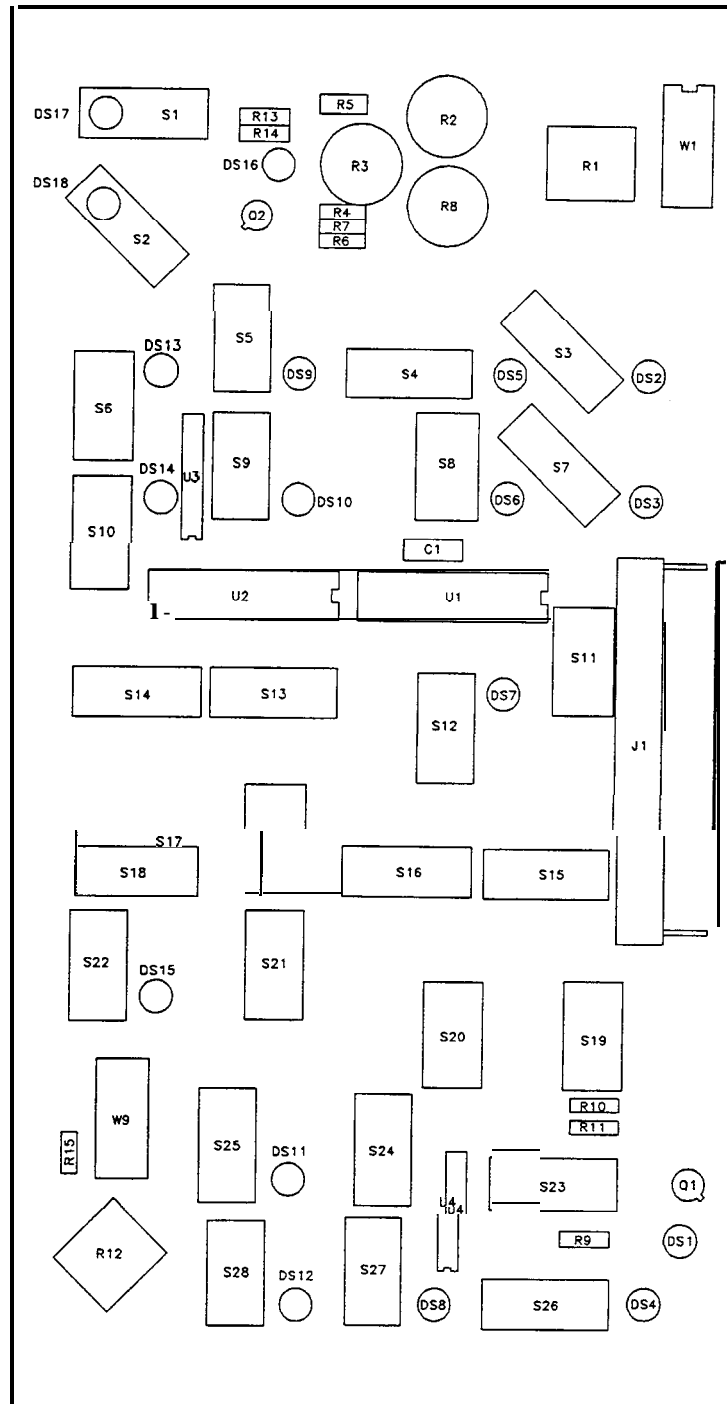 DS17
S1
R13
R14
R5
R2
R1
W1
DS16
R3
DS18
S2
Q2
R4
R7
R6
R8
S5
DS13
DS9
S4
DS5
S3
DS2
S6
DS14
U3
S9
DS10
S8
DS6
S7
DS3
S10
C1
U2
U1
1-
S11
S14
S13
S12
DS7
J1
S17
S18
S16
S15
S22
DS15
S21
S20
S19
R10
R11
W9
R15
S25
DS11
S24
U4
U4
S23
Q1
R12
R9
DS1
S28
DS12
S27
DS8
S26
DS4